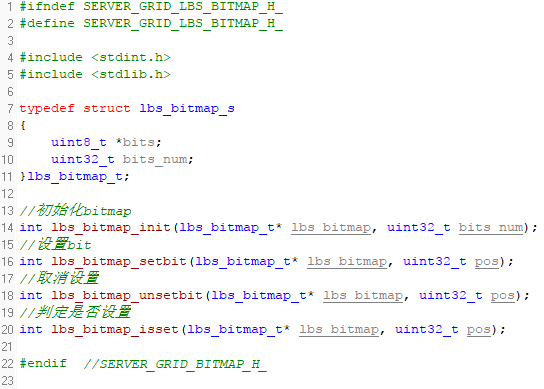 1 #ifndef SERVER_GRID_LBS_BITMAP_H_
2 #define SERVER_GRID_LBS_BITMAP_H_
3
4 #include <stdint.h>
5 #include <stdlib.h>
6
7 typedef struct lbs_bitmap_s
8 {
9     uint8_t *bits;
10     uint32_t bits_num;
11 }lbs_bitmap_t;
12
13 //初始化bitmap
14 int lbs_bitmap_init(lbs_bitmap_t* lbs_bitmap, uint32_t bits_num);
15 //设置bit
16 int lbs_bitmap_setbit(lbs_bitmap_t* lbs_bitmap, uint32_t pos);
17 //取消设置
18 int lbs_bitmap_unsetbit(lbs_bitmap_t* lbs_bitmap, uint32_t pos);
19 //判定是否设置
20 int lbs_bitmap_isset(lbs_bitmap_t* lbs_bitmap, uint32_t pos);
21
22 #endif  //SERVER_GRID_BITMAP_H_
23